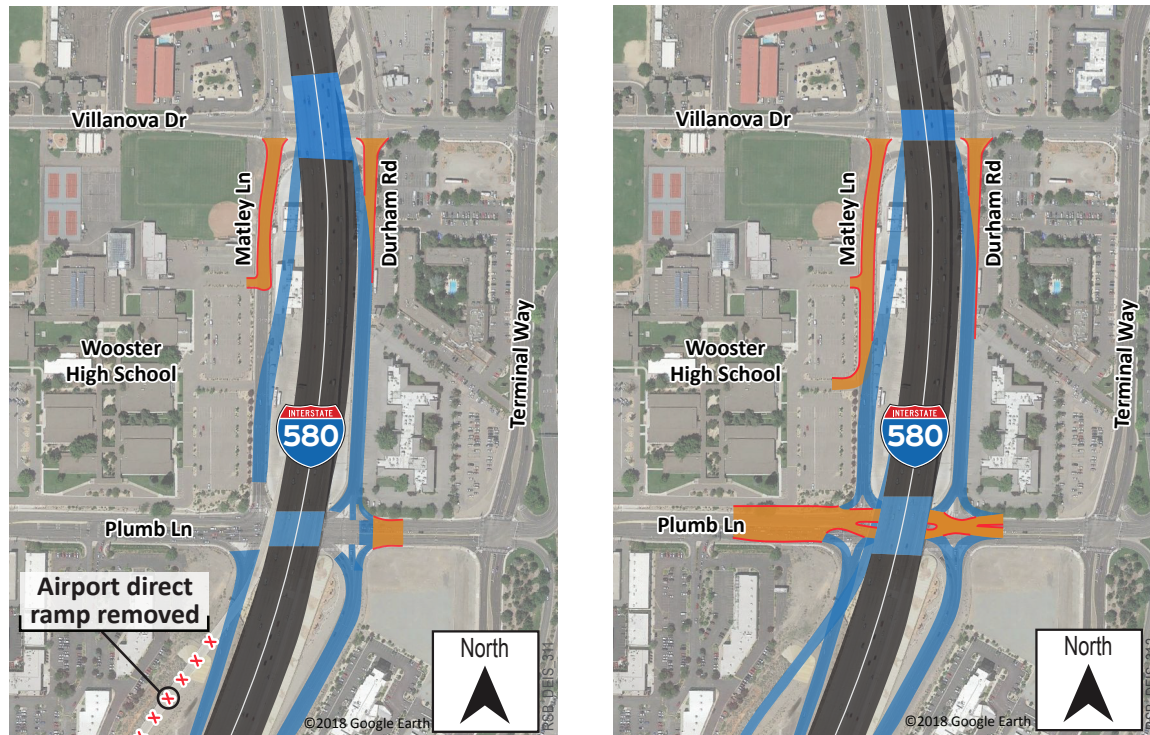 Villanova Dr
Matley Ln
Durham Rd
Wooster
High School
Terminal Way
INTERSTATE
580
Plumb Ln
Airport direct
ramp removed
North
©2018 Google Earth
Villanova Dr
Matley Ln
Durham Rd
Wooster
High School
Terminal Way
INTERSTATE
580
Plumb Ln
North
©2018 Google Earth